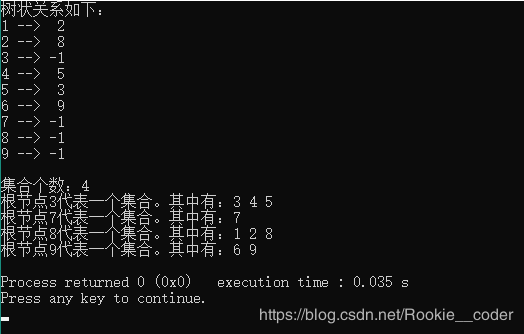 树状关系如下：
1 -->  2
2 -->  8
3 --> -1
4 -->  5
5 -->  3
6 -->  9
7 --> -1
8 --> -1
9 --> -1
集合个数：4
根节点3代表一个集合。其中有：3 4 5
根节点7代表一个集合。其中有：7
根节点8代表一个集合。其中有：1 2 8
根节点9代表一个集合。其中有：6 9
Process returned 0 (0x0)   execution time : 0.035 s
Press any key to continue.
https://blog.csdn.net/Rookie__coder